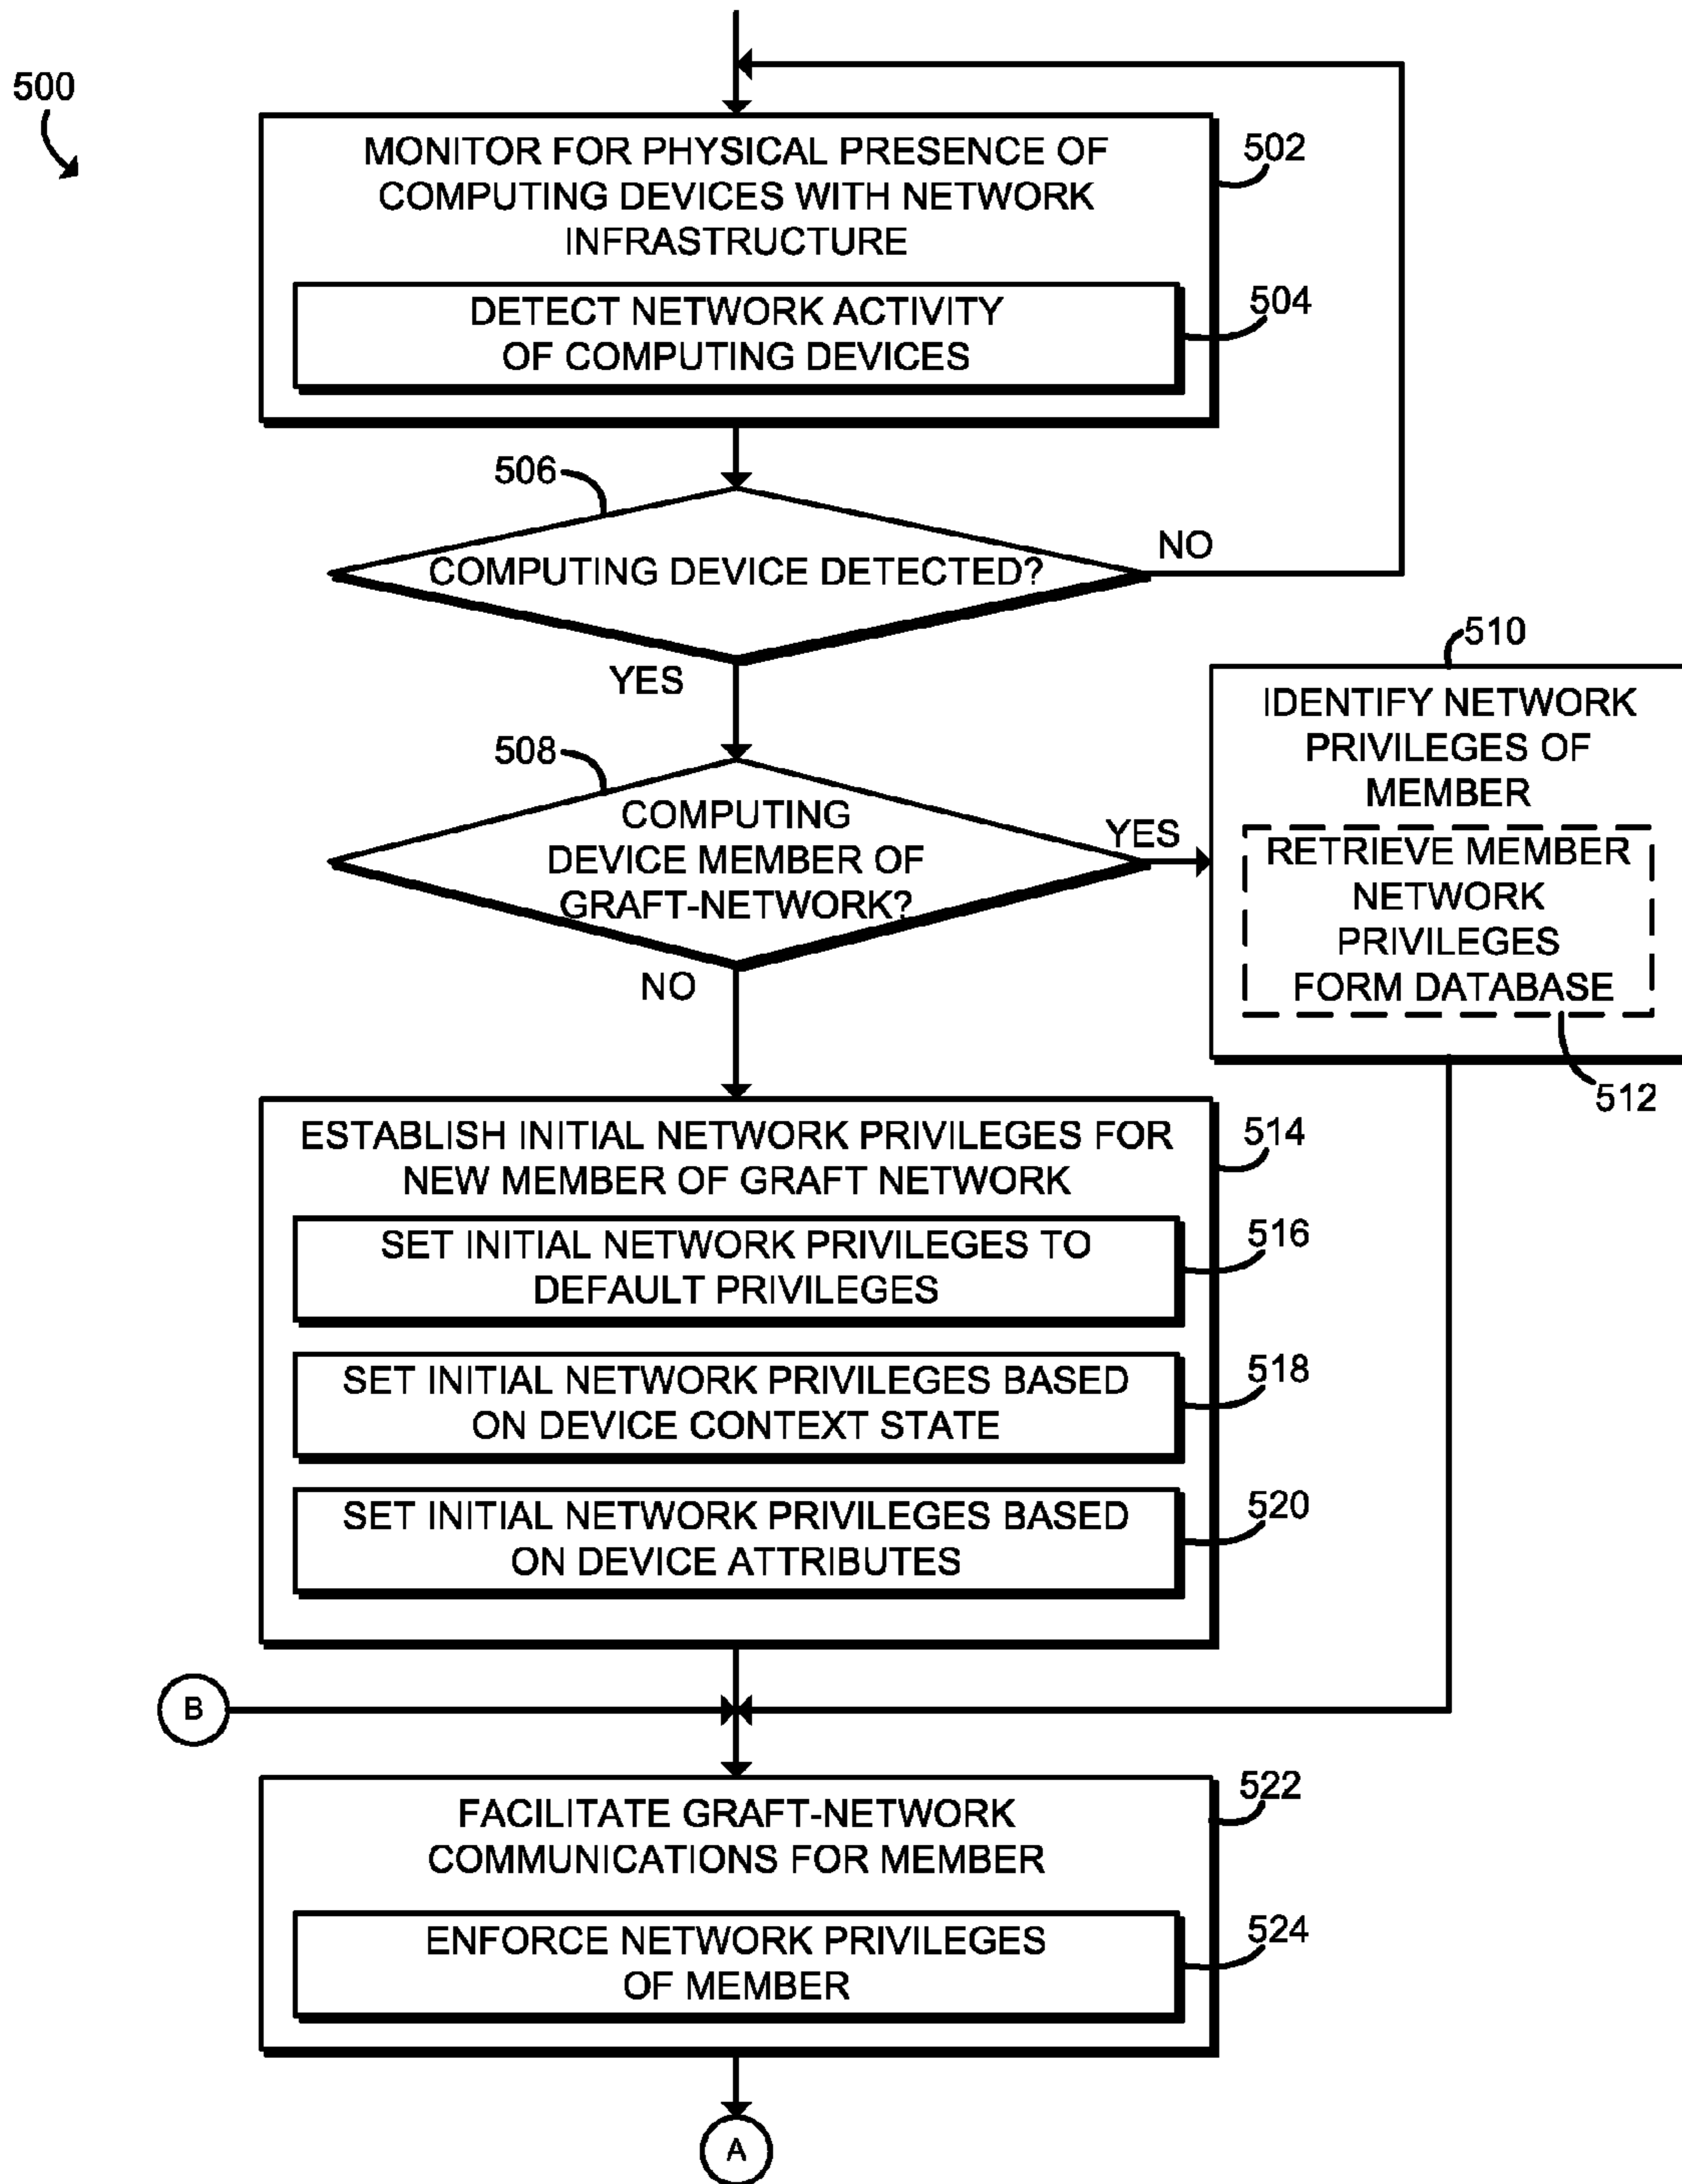 500
MONITOR FOR PHYSICAL PRESENCE OF
COMPUTING DEVICES WITH NETWORK
INFRASTRUCTURE
502
DETECT NETWORK ACTIVITY
OF COMPUTING DEVICES
504
506
COMPUTING DEVICE DETECTED?
NO
YES
508
COMPUTING
DEVICE MEMBER OF
GRAFT-NETWORK?
YES
NO
510
IDENTIFY NETWORK
PRIVILEGES OF
MEMBER
RETRIEVE MEMBER
NETWORK
PRIVILEGES
FORM DATABASE
512
ESTABLISH INITIAL NETWORK PRIVILEGES FOR
NEW MEMBER OF GRAFT NETWORK
514
SET INITIAL NETWORK PRIVILEGES TO
DEFAULT PRIVILEGES
516
SET INITIAL NETWORK PRIVILEGES BASED
ON DEVICE CONTEXT STATE
518
SET INITIAL NETWORK PRIVILEGES BASED
ON DEVICE ATTRIBUTES
520
B
FACILITATE GRAFT-NETWORK
COMMUNICATIONS FOR MEMBER
522
ENFORCE NETWORK PRIVILEGES
OF MEMBER
524
A